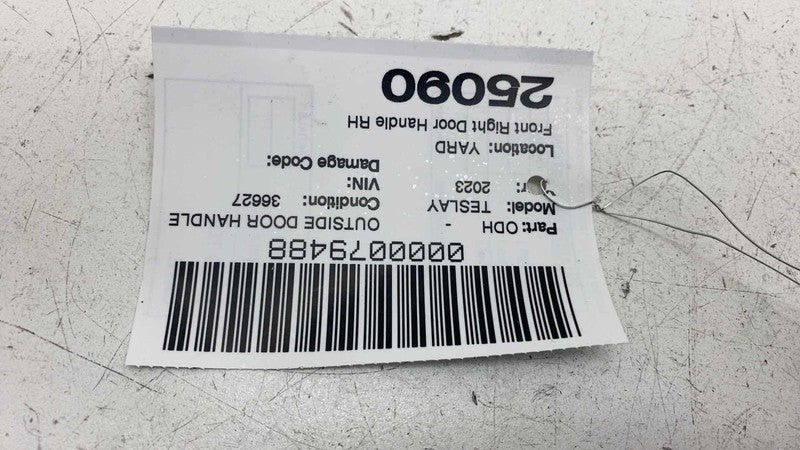 0000079488
Part: ODH - OUTSIDE DOOR HANDLE
Model: TESLAY Condition: 36627
2023 VIN:
Damage Code:
Location: YARD
Front Right Door Handle RH
25090